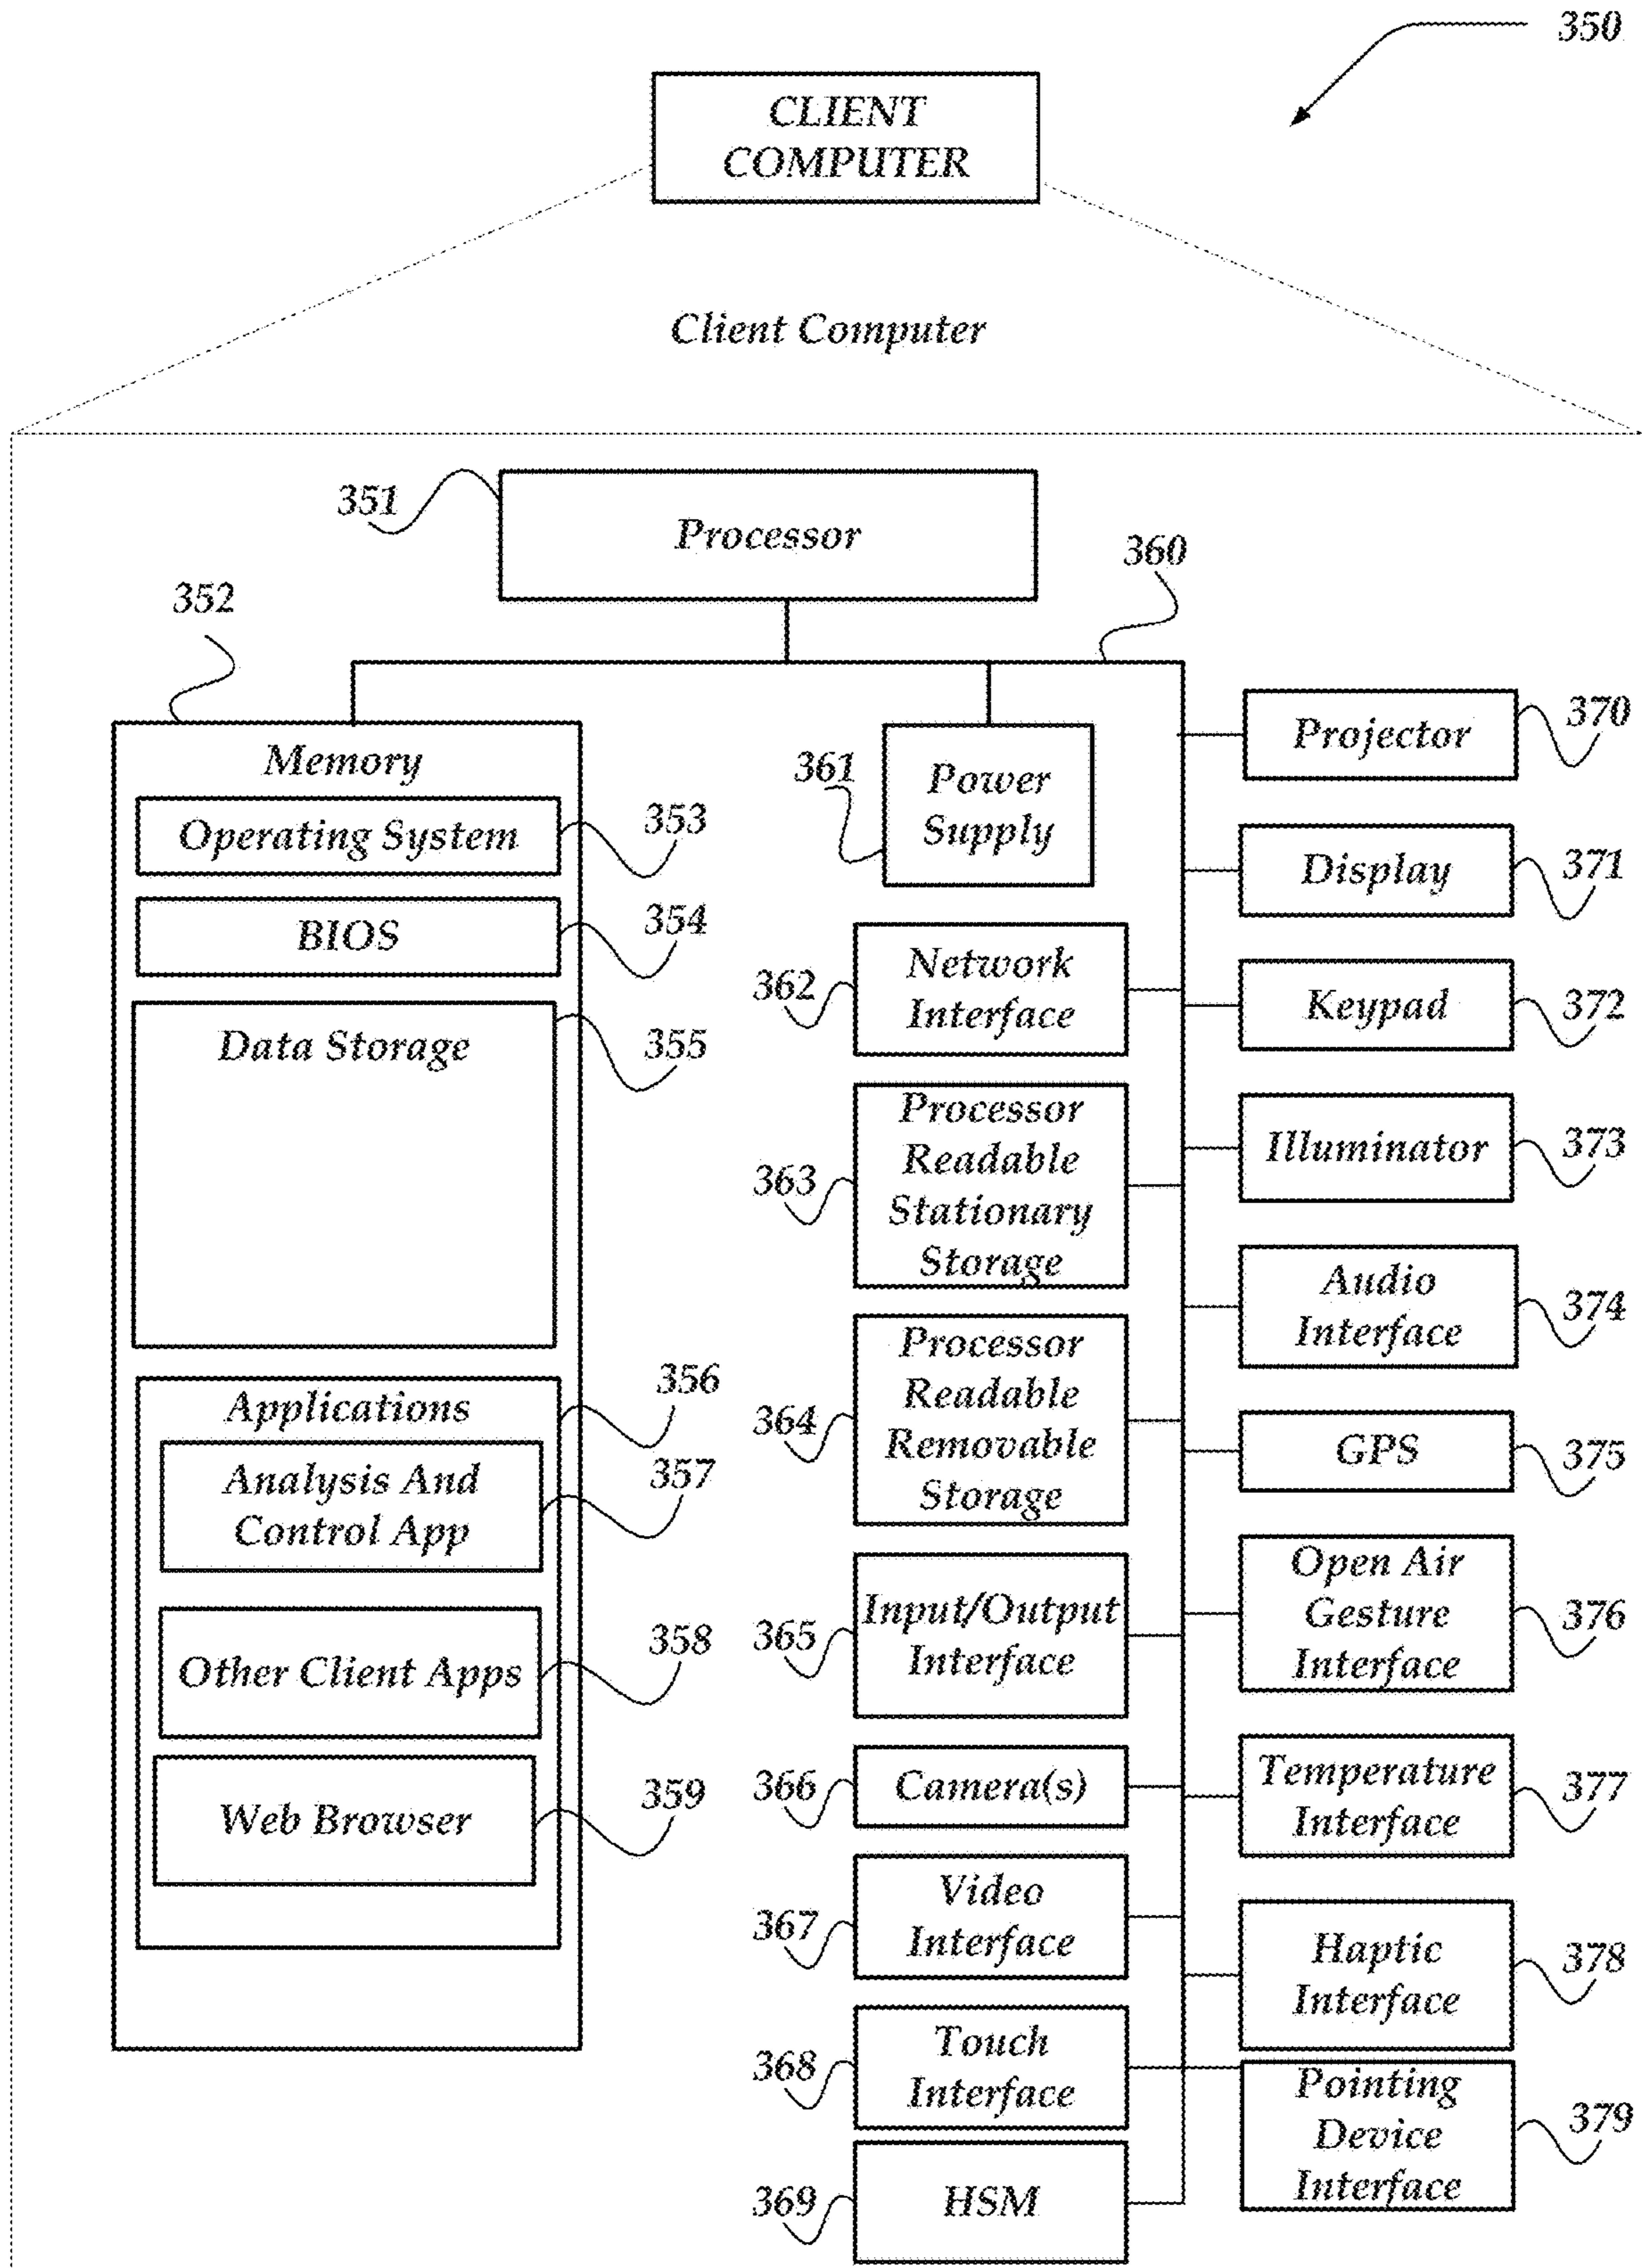 350
CLIENT
COMPUTER
Client Computer
351
Processor
360
352
Memory
Operating System
353
BIOS
354
Data Storage
355
Applications
356
Analysis And
Control App
357
Other Client Apps
358
Web Browser
359
361
Power
Supply
362
Network
Interface
363
Processor
Readable
Stationary
Storage
364
Processor
Readable
Removable
Storage
365
Input/Output
Interface
366
Camera(s)
367
Video
Interface
368
Touch
Interface
369
HSM
Projector
370
Display
371
Keypad
372
Illuminator
373
Audio
Interface
374
GPS
375
Open Air
Gesture
Interface
376
Temperature
Interface
377
Haptic
Interface
378
Pointing
Device
Interface
379